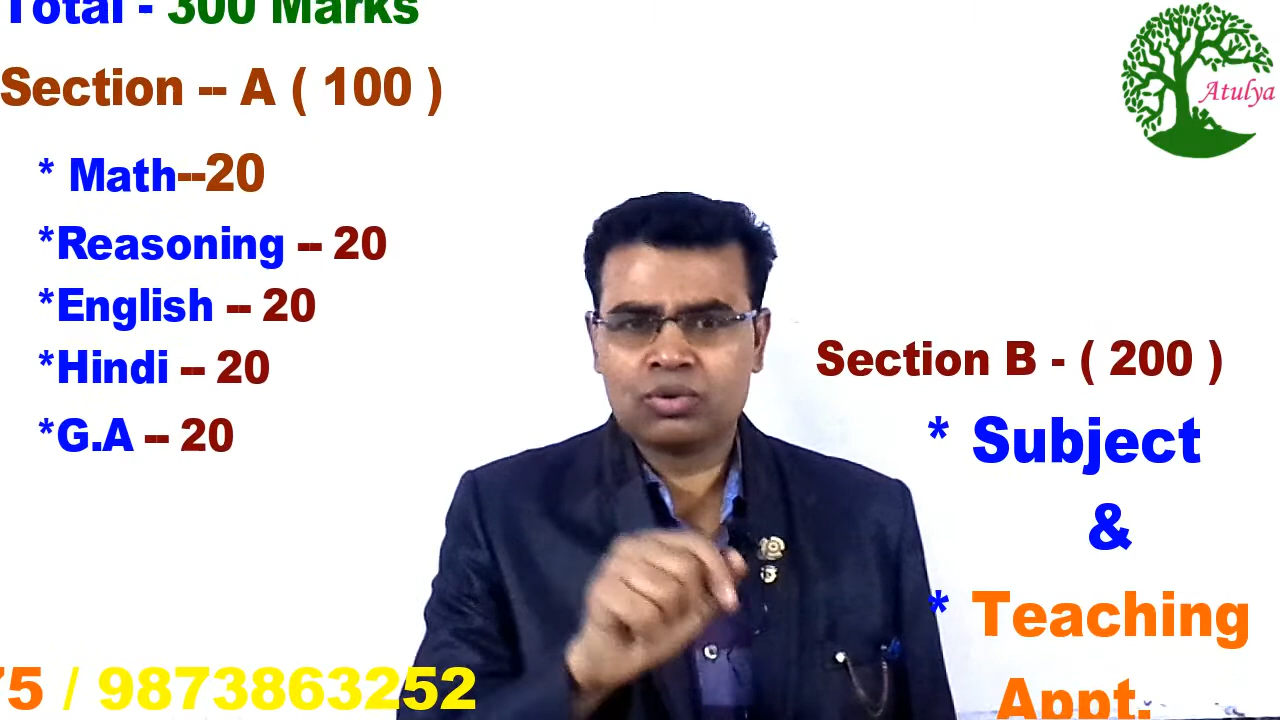 Total - 300 Marks
Section -- A ( 100 )
* Math--20
*Reasoning -- 20
*English -- 20
*Hindi -- 20
*G.A -- 20
75 / 9873863252
Atulya
Section B - ( 200 )
* Subject
&
* Teaching
Appt.